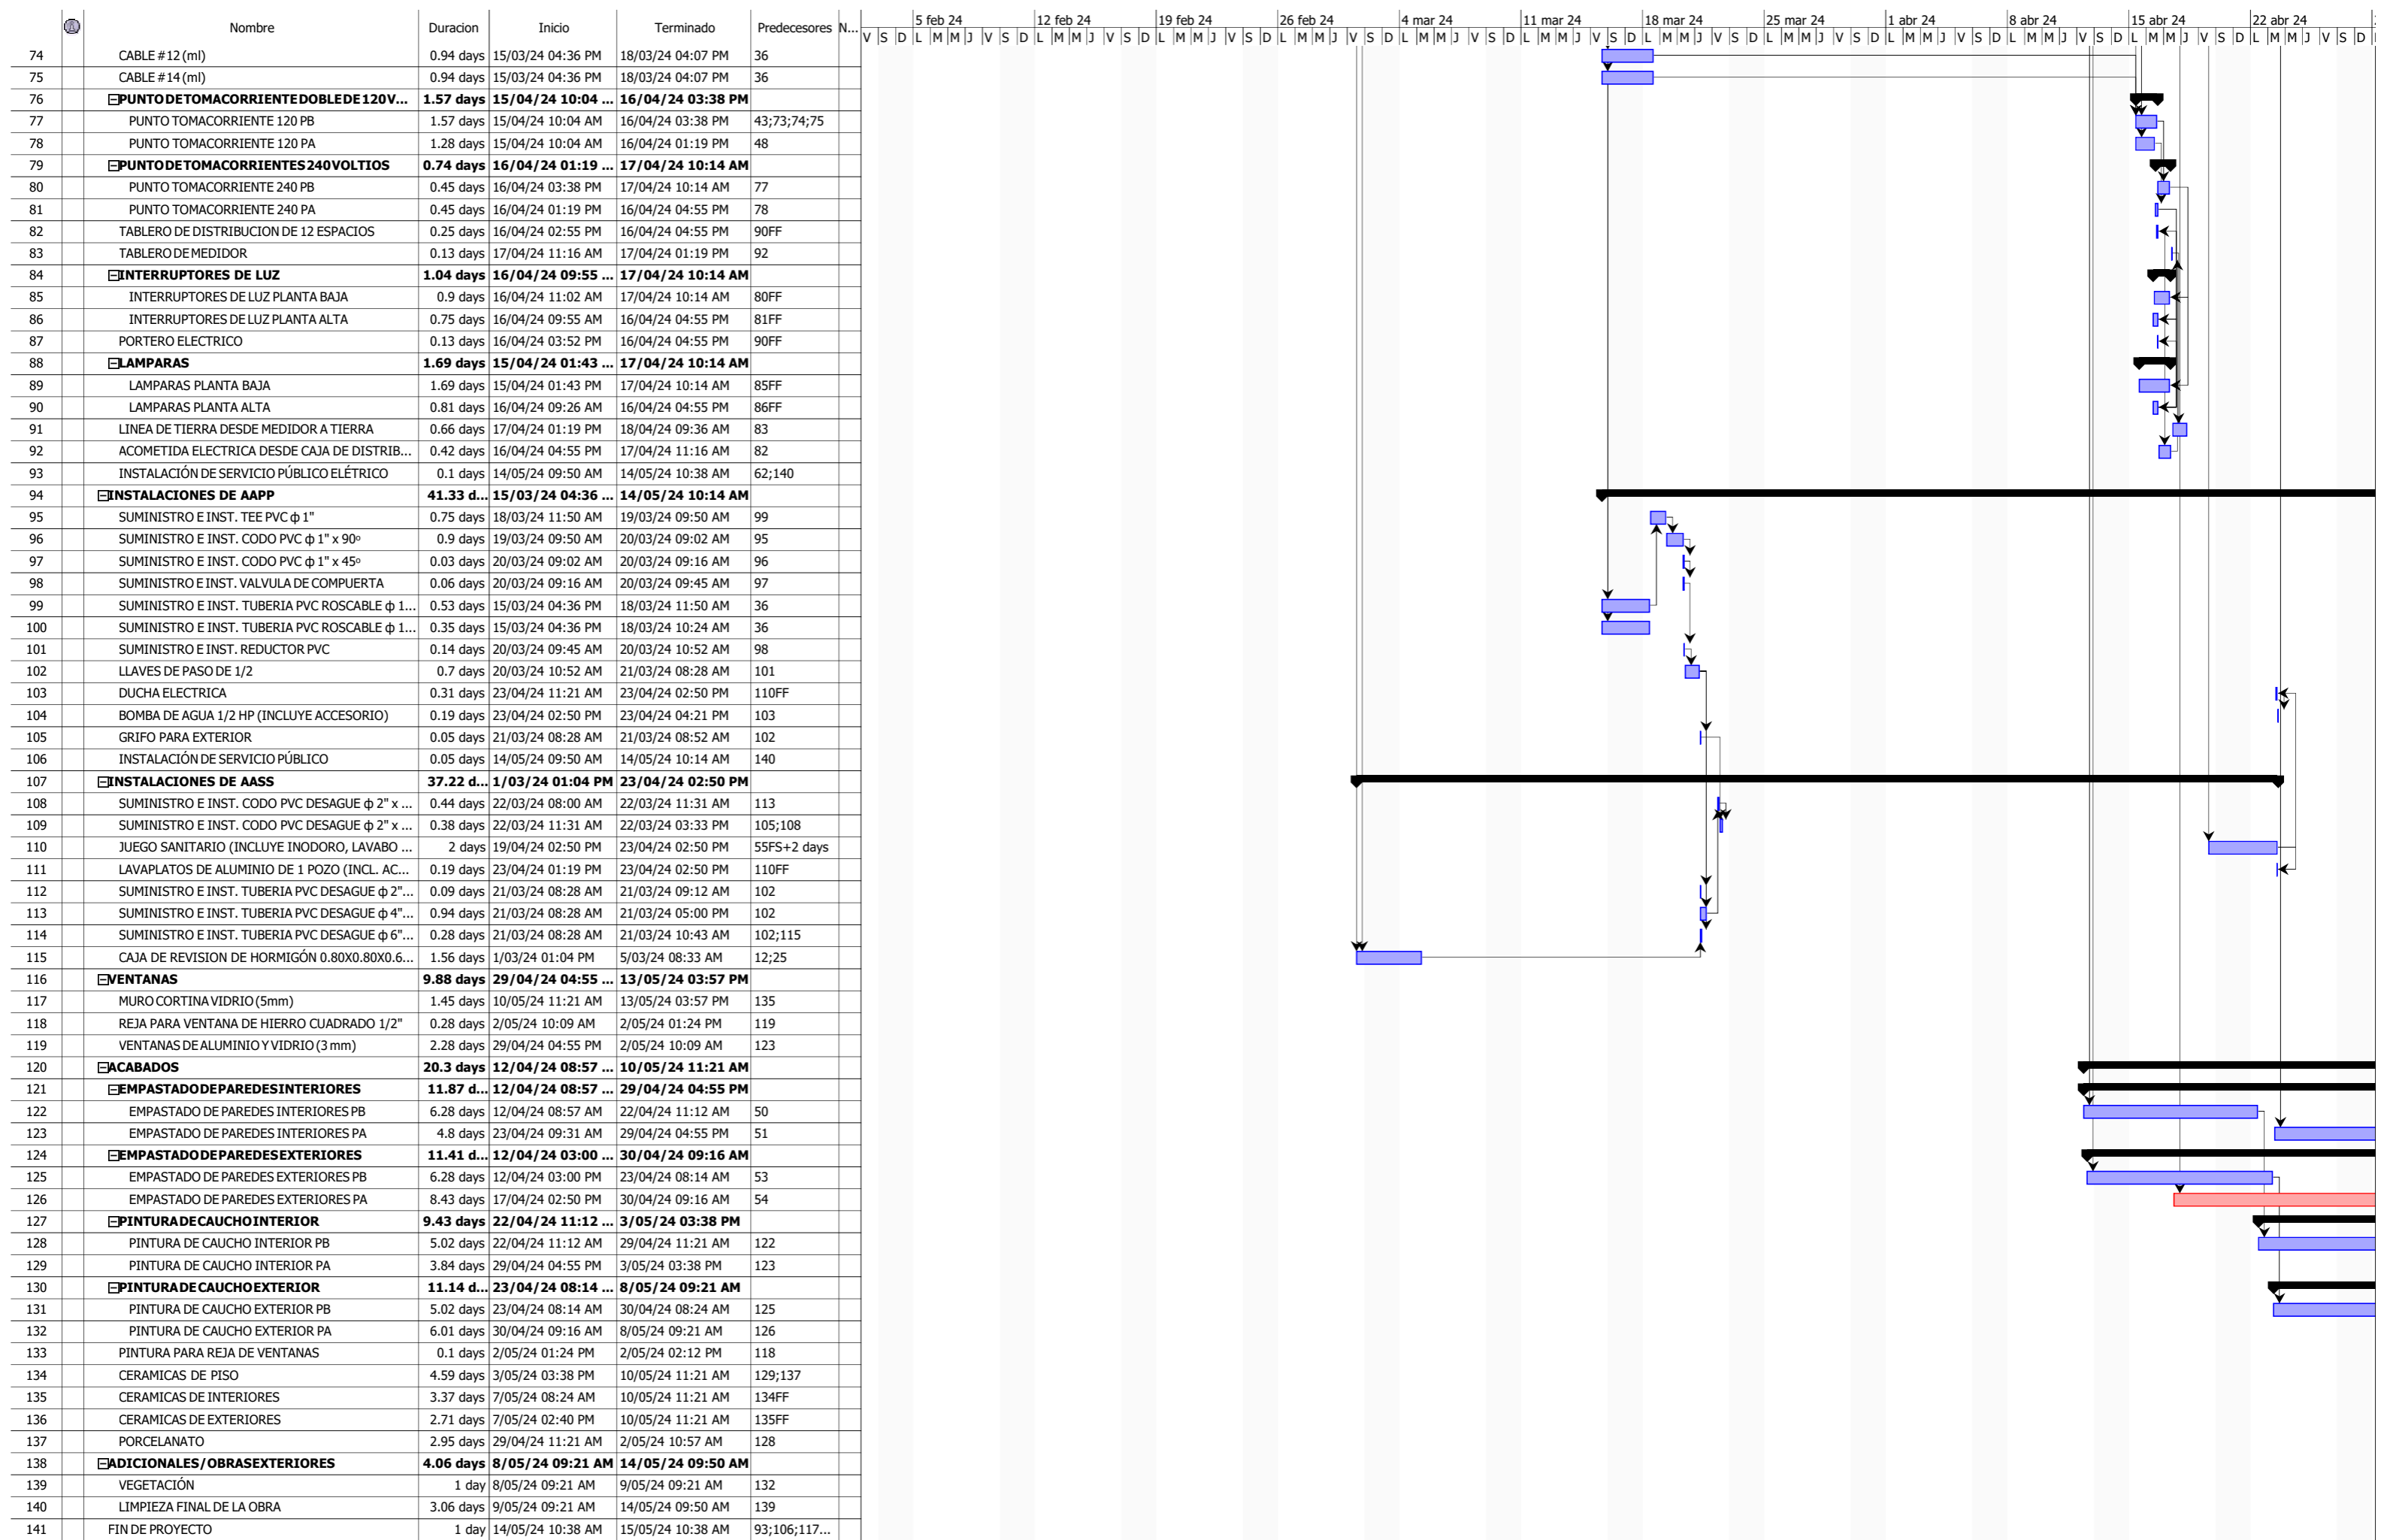 Nombre Duracion Inicio Terminado Predecesores N...
5 feb 24 12 feb 24 19 feb 24 26 feb 24 4 mar 24 11 mar 24 18 mar 24 25 mar 24 1 abr 24 8 abr 24 15 abr 24 22 abr 24
V S D L M M J V S D L M M J V S D L M M J V S D L M M J V S D L M M J V S D L M M J V S D L M M J V S D L M M J V S D L M M J V S D L M M J V S D L M M J V S D L M M J V S D
74 CABLE #12 (ml) 0.94 days 15/03/24 04:36 PM 18/03/24 04:07 PM 36
75 CABLE #14 (ml) 0.94 days 15/03/24 04:36 PM 18/03/24 04:07 PM 36
76 PUNTO DE TOMACORRIENTE DOBLE DE 120 V... 1.57 days 15/04/24 10:04 ... 16/04/24 03:38 PM
77 PUNTO TOMACORRIENTE 120 PB 1.57 days 15/04/24 10:04 AM 16/04/24 03:38 PM 43;73;74;75
78 PUNTO TOMACORRIENTE 120 PA 1.28 days 15/04/24 10:04 AM 16/04/24 01:19 PM 48
79 PUNTO DE TOMACORRIENTES 240 VOLTIOS 0.74 days 16/04/24 01:19 ... 17/04/24 10:14 AM
80 PUNTO TOMACORRIENTE 240 PB 0.45 days 16/04/24 03:38 PM 17/04/24 10:14 AM 77
81 PUNTO TOMACORRIENTE 240 PA 0.45 days 16/04/24 01:19 PM 16/04/24 04:55 PM 78
82 TABLERO DE DISTRIBUCION DE 12 ESPACIOS 0.25 days 16/04/24 02:55 PM 16/04/24 04:55 PM 90FF
83 TABLERO DE MEDIDOR 0.13 days 17/04/24 11:16 AM 17/04/24 01:19 PM 92
84 INTERRUPTORES DE LUZ 1.04 days 16/04/24 09:55 ... 17/04/24 10:14 AM
85 INTERRUPTORES DE LUZ PLANTA BAJA 0.9 days 16/04/24 11:02 AM 17/04/24 10:14 AM 80FF
86 INTERRUPTORES DE LUZ PLANTA ALTA 0.75 days 16/04/24 09:55 AM 16/04/24 04:55 PM 81FF
87 PORTERO ELECTRICO 0.13 days 16/04/24 03:52 PM 16/04/24 04:55 PM 90FF
88 LAMPARAS 1.69 days 15/04/24 01:43 ... 17/04/24 10:14 AM
89 LAMPARAS PLANTA BAJA 1.69 days 15/04/24 01:43 PM 17/04/24 10:14 AM 85FF
90 LAMPARAS PLANTA ALTA 0.81 days 16/04/24 09:26 AM 16/04/24 04:55 PM 86FF
91 LINEA DE TIERRA DESDE MEDIDOR A TIERRA 0.66 days 17/04/24 01:19 PM 18/04/24 09:36 AM 83
92 ACOMETIDA ELECTRICA DESDE CAJA DE DISTRIB... 0.42 days 16/04/24 04:55 PM 17/04/24 11:16 AM 82
93 INSTALACIÓN DE SERVICIO PÚBLICO ELÉTRICO 0.1 days 14/05/24 09:50 AM 14/05/24 10:38 AM 62;140
94 INSTALACIONES DE AAPP 41.33 d... 15/03/24 04:36 ... 14/05/24 10:14 AM
95 SUMINISTRO E INST. TEE PVC ф 1" 0.75 days 18/03/24 11:50 AM 19/03/24 09:50 AM 99
96 SUMINISTRO E INST. CODO PVC ф 1" x 90º 0.9 days 19/03/24 09:50 AM 20/03/24 09:02 AM 95
97 SUMINISTRO E INST. CODO PVC ф 1" x 45º 0.03 days 20/03/24 09:02 AM 20/03/24 09:16 AM 96
98 SUMINISTRO E INST. VALVULA DE COMPUERTA 0.06 days 20/03/24 09:16 AM 20/03/24 09:45 AM 97
99 SUMINISTRO E INST. TUBERIA PVC ROSCABLE ф 1... 0.53 days 15/03/24 04:36 PM 18/03/24 11:50 AM 36
100 SUMINISTRO E INST. TUBERIA PVC ROSCABLE ф 1... 0.35 days 15/03/24 04:36 PM 18/03/24 10:24 AM 36
101 SUMINISTRO E INST. REDUCTOR PVC 0.14 days 20/03/24 09:45 AM 20/03/24 10:52 AM 98
102 LLAVES DE PASO DE 1/2 0.7 days 20/03/24 10:52 AM 21/03/24 08:28 AM 101
103 DUCHA ELECTRICA 0.31 days 23/04/24 11:21 AM 23/04/24 02:50 PM 110FF
104 BOMBA DE AGUA 1/2 HP (INCLUYE ACCESORIO) 0.19 days 23/04/24 02:50 PM 23/04/24 04:21 PM 103
105 GRIFO PARA EXTERIOR 0.05 days 21/03/24 08:28 AM 21/03/24 08:52 AM 102
106 INSTALACIÓN DE SERVICIO PÚBLICO 0.05 days 14/05/24 09:50 AM 14/05/24 10:14 AM 140
107 INSTALACIONES DE AASS 37.22 d... 1/03/24 01:04 PM 23/04/24 02:50 PM
108 SUMINISTRO E INST. CODO PVC DESAGUE ф 2" x ... 0.44 days 22/03/24 08:00 AM 22/03/24 11:31 AM 113
109 SUMINISTRO E INST. CODO PVC DESAGUE ф 2" x ... 0.38 days 22/03/24 11:31 AM 22/03/24 03:33 PM 105;108
110 JUEGO SANITARIO (INCLUYE INODORO, LAVABO ... 2 days 19/04/24 02:50 PM 23/04/24 02:50 PM 55FS+2 days
111 LAVAPLATOS DE ALUMINIO DE 1 POZO (INCL. AC... 0.19 days 23/04/24 01:19 PM 23/04/24 02:50 PM 110FF
112 SUMINISTRO E INST. TUBERIA PVC DESAGUE ф 2"... 0.09 days 21/03/24 08:28 AM 21/03/24 09:12 AM 102
113 SUMINISTRO E INST. TUBERIA PVC DESAGUE ф 4"... 0.94 days 21/03/24 08:28 AM 21/03/24 05:00 PM 102
114 SUMINISTRO E INST. TUBERIA PVC DESAGUE ф 6"... 0.28 days 21/03/24 08:28 AM 21/03/24 10:43 AM 102;115
115 CAJA DE REVISION DE HORMIGÓN 0.80X0.80X0.6... 1.56 days 1/03/24 01:04 PM 5/03/24 08:33 AM 12;25
116 VENTANAS 9.88 days 29/04/24 04:55 ... 13/05/24 03:57 PM
117 MURO CORTINA VIDRIO (5mm) 1.45 days 10/05/24 11:21 AM 13/05/24 03:57 PM 135
118 REJA PARA VENTANA DE HIERRO CUADRADO 1/2" 0.28 days 2/05/24 10:09 AM 2/05/24 01:24 PM 119
119 VENTANAS DE ALUMINIO Y VIDRIO (3 mm) 2.28 days 29/04/24 04:55 PM 2/05/24 10:09 AM 123
120 ACABADOS 20.3 days 12/04/24 08:57 ... 10/05/24 11:21 AM
121 EMPASTADO DE PAREDES INTERIORES 11.87 d... 12/04/24 08:57 ... 29/04/24 04:55 PM
122 EMPASTADO DE PAREDES INTERIORES PB 6.28 days 12/04/24 08:57 AM 22/04/24 11:12 AM 50
123 EMPASTADO DE PAREDES INTERIORES PA 4.8 days 23/04/24 09:31 AM 29/04/24 04:55 PM 51
124 EMPASTADO DE PAREDES EXTERIORES 11.41 d... 12/04/24 03:00 ... 30/04/24 09:16 AM
125 EMPASTADO DE PAREDES EXTERIORES PB 6.28 days 12/04/24 03:00 PM 23/04/24 08:14 AM 53
126 EMPASTADO DE PAREDES EXTERIORES PA 8.43 days 17/04/24 02:50 PM 30/04/24 09:16 AM 54
127 PINTURA DE CAUCHO INTERIOR 9.43 days 22/04/24 11:12 ... 3/05/24 03:38 PM
128 PINTURA DE CAUCHO INTERIOR PB 5.02 days 22/04/24 11:12 AM 29/04/24 11:21 AM 122
129 PINTURA DE CAUCHO INTERIOR PA 3.84 days 29/04/24 04:55 PM 3/05/24 03:38 PM 123
130 PINTURA DE CAUCHO EXTERIOR 11.14 d... 23/04/24 08:14 ... 8/05/24 09:21 AM
131 PINTURA DE CAUCHO EXTERIOR PB 5.02 days 23/04/24 08:14 AM 30/04/24 08:24 AM 125
132 PINTURA DE CAUCHO EXTERIOR PA 6.01 days 30/04/24 09:16 AM 8/05/24 09:21 AM 126
133 PINTURA PARA REJA DE VENTANAS 0.1 days 2/05/24 01:24 PM 2/05/24 02:12 PM 118
134 CERAMICAS DE PISO 4.59 days 3/05/24 03:38 PM 10/05/24 11:21 AM 129;137
135 CERAMICAS DE INTERIORES 3.37 days 7/05/24 08:24 AM 10/05/24 11:21 AM 134FF
136 CERAMICAS DE EXTERIORES 2.71 days 7/05/24 02:40 PM 10/05/24 11:21 AM 135FF
137 PORCELANATO 2.95 days 29/04/24 11:21 AM 2/05/24 10:57 AM 128
138 ADICIONALES/OBRAS EXTERIORES 4.06 days 8/05/24 09:21 AM 14/05/24 09:50 AM
139 VEGETACIÓN 1 day 8/05/24 09:21 AM 9/05/24 09:21 AM 132
140 LIMPIEZA FINAL DE LA OBRA 3.06 days 9/05/24 09:21 AM 14/05/24 09:50 AM 139
141 FIN DE PROYECTO 1 day 14/05/24 10:38 AM 15/05/24 10:38 AM 93;106;117...